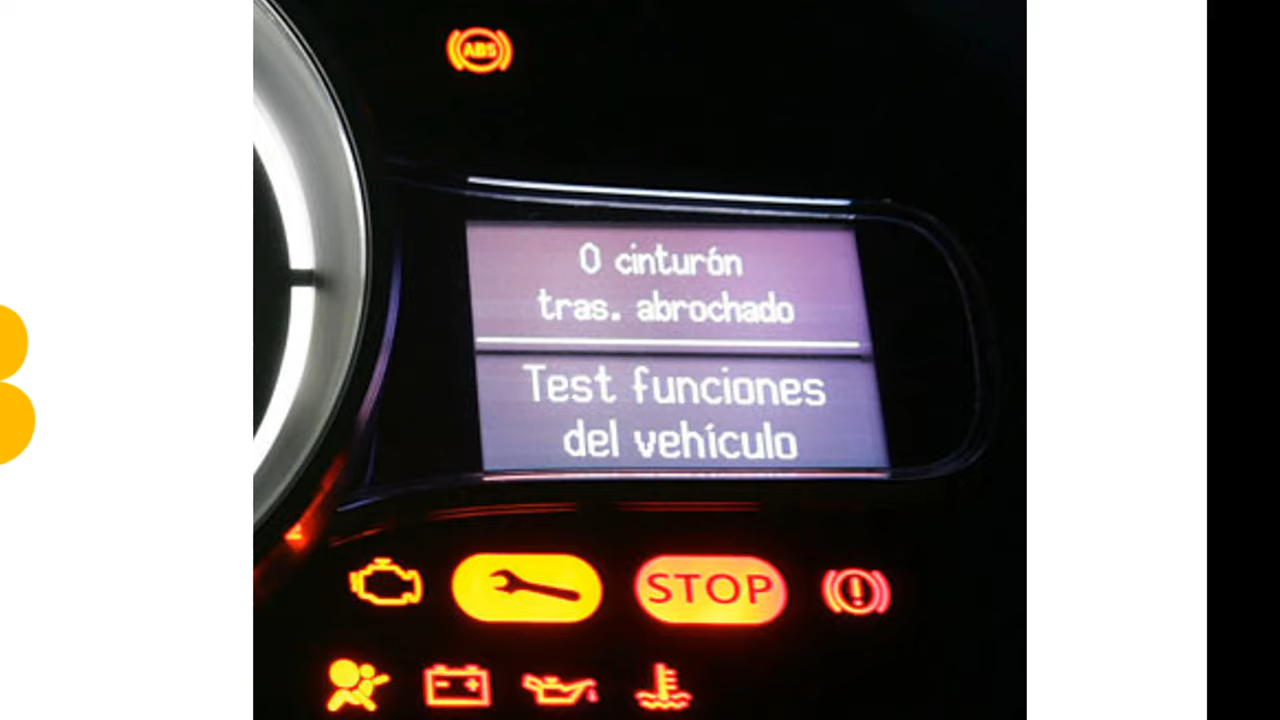 ABS
0 cinturón
tras. abrochado
Test funciones
del vehículo
STOP